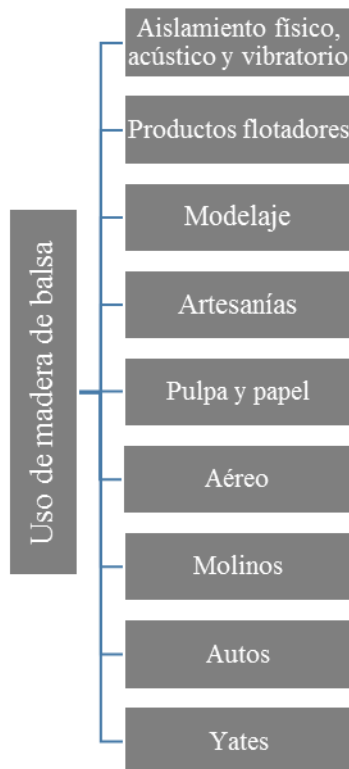 Uso de madera de balsa
Aislamiento físico,
acústico y vibratorio
Productos flotadores
Modelaje
Artesanías
Pulpa y papel
Aéreo
Molinos
Autos
Yates